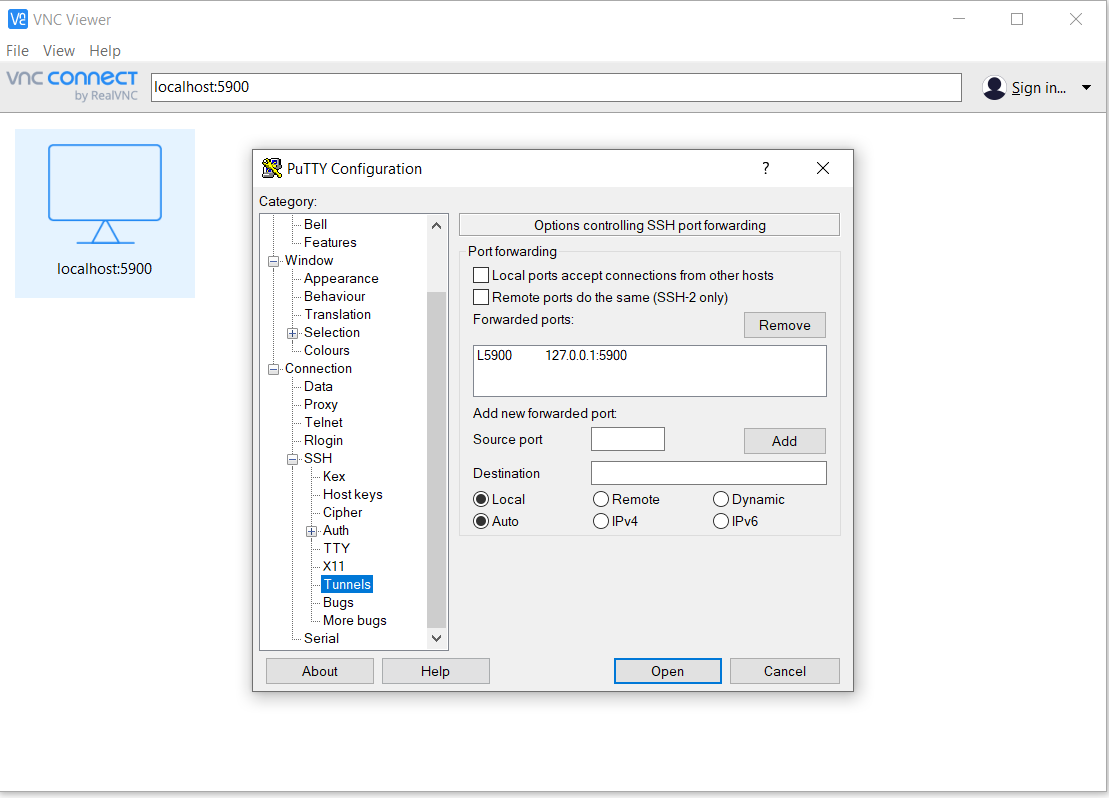 VNC Viewer
File View Help
vnc connect
by RealVNC
localhost:5900
Sign in...
localhost:5900
PuTTY Configuration
?
Category:
Bell
Features
Window
Appearance
Behaviour
Translation
Selection
Colours
Connection
Data
Proxy
Telnet
Rlogin
SSH
Kex
Host keys
Cipher
Auth
TTY
X11
Tunnels
Bugs
More bugs
Serial
Options controlling SSH port forwarding
Port forwarding
Local ports accept connections from other hosts
Remote ports do the same (SSH-2 only)
Forwarded ports:
Remove
L5900 127.0.0.1:5900
Add new forwarded port:
Source port
Add
Destination
Local Remote Dynamic
Auto IPv4 IPv6
About Help Open Cancel